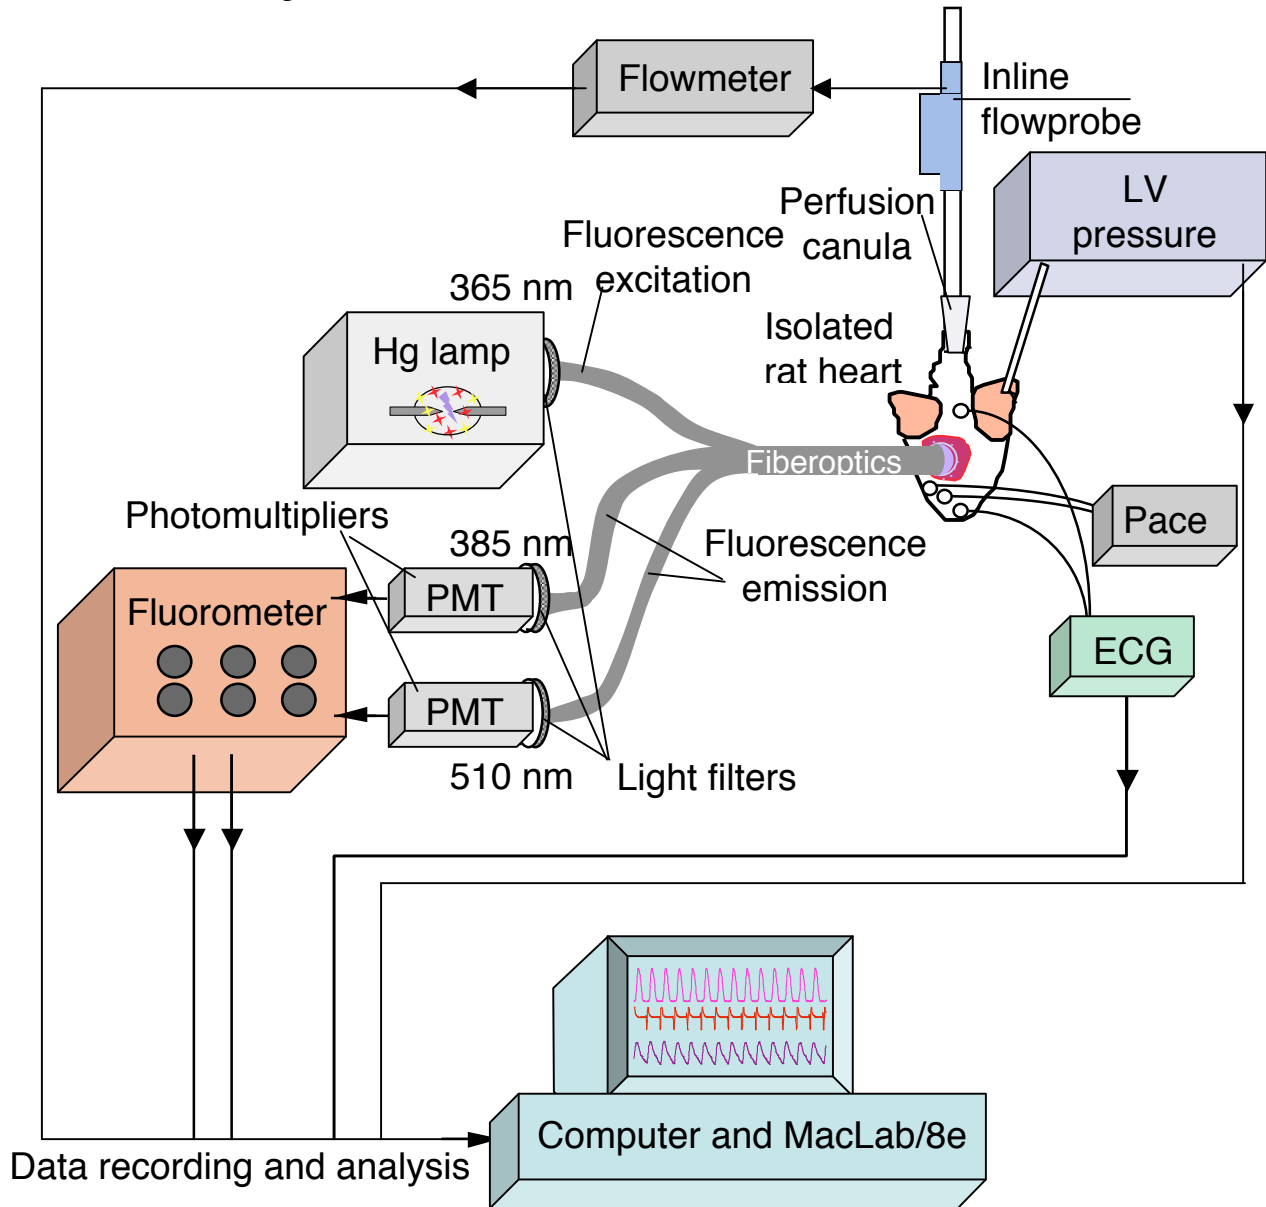 Flowmeter
Inline
flowprobe
LV
pressure
Perfusion
canula
Fluorescence
excitation
365 nm
Isolated
rat heart
Hg lamp
Fiberoptics
Photomultipliers
385 nm
Pace
Fluorescence
emission
PMT
Fluorometer
ECG
PMT
510 nm
Light filters
Computer and MacLab/8e
Data recording and analysis